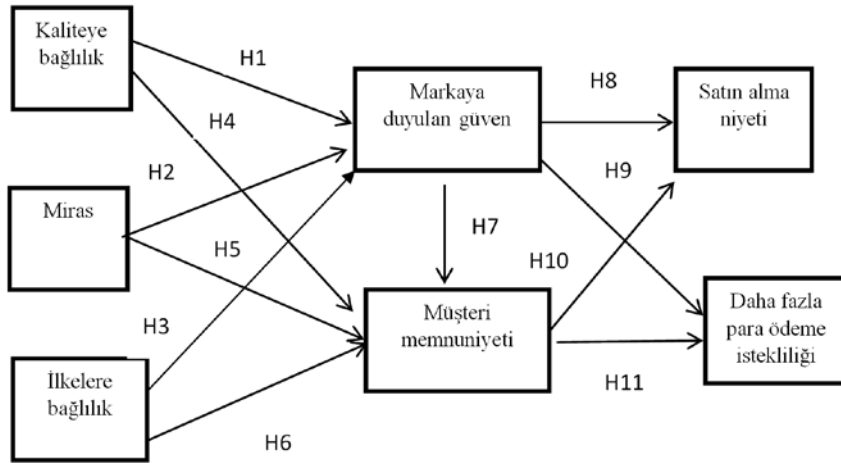 Kaliteye
bağlılık
H1
H4
Markaya
duyulan güven
H8
Satın alma
niyeti
H2
H9
Miras
H5
H7
H10
H3
Müşteri
memnuniyeti
Daha fazla
para ödeme
istekliliği
İlkelere
bağlılık
H6
H11